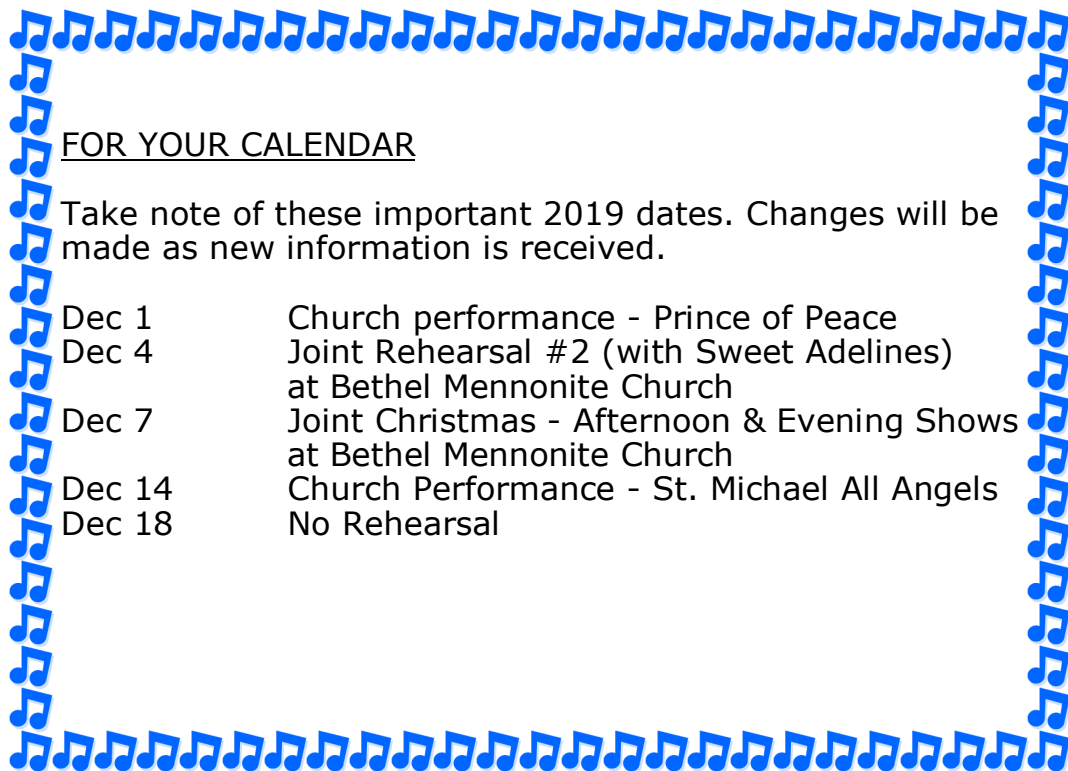 FOR YOUR CALENDAR
Take note of these important 2019 dates. Changes will be
made as new information is received.
Dec 1 Church performance - Prince of Peace
Dec 4 Joint Rehearsal #2 (with Sweet Adelines)
at Bethel Mennonite Church
Dec 7 Joint Christmas - Afternoon & Evening Shows
at Bethel Mennonite Church
Dec 14 Church Performance - St. Michael All Angels
Dec 18 No Rehearsal